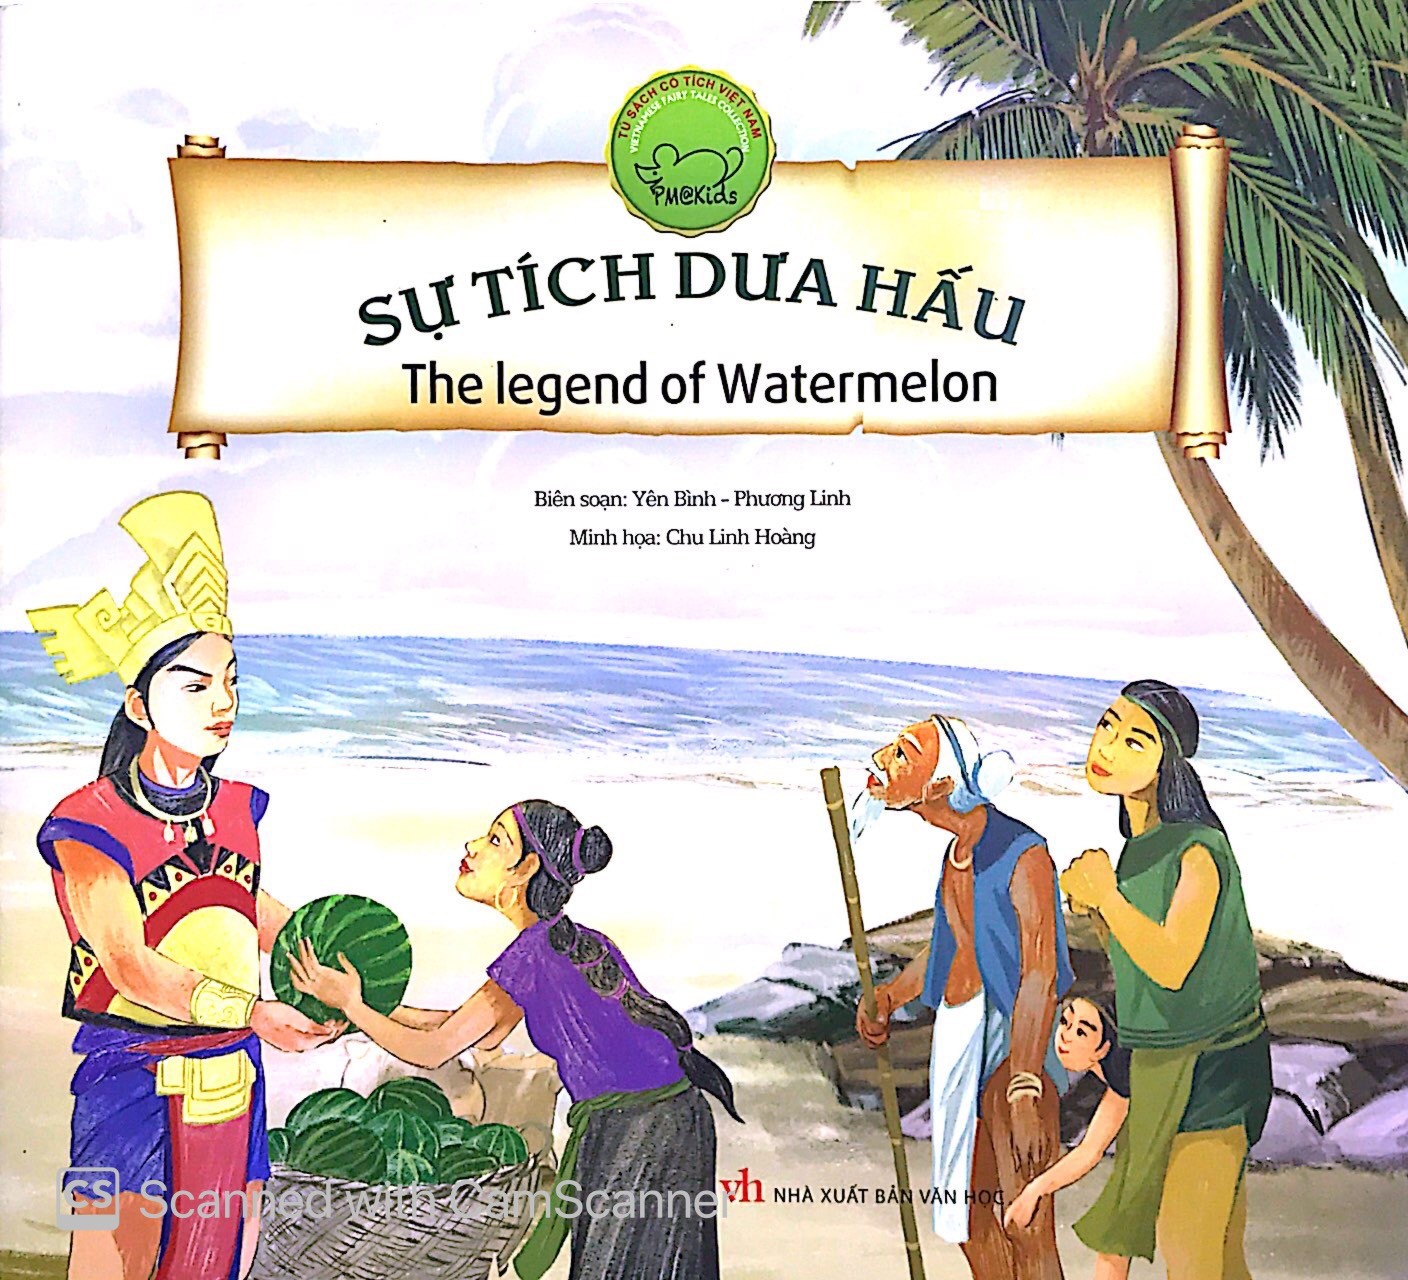 TỦ SÁCH CỔ TÍCH VIỆT NAM
VIETNAMESE FAIRY TALES COLLECTION
PM@Kids
SỰ TÍCH DƯA HẤU
The legend of Watermelon
Biên soạn: Yên Bình - Phương Linh
Minh họa: Chu Linh Hoàng
vh NHÀ XUẤT BẢN VĂN HỌC
CS Scanned with CamScanner